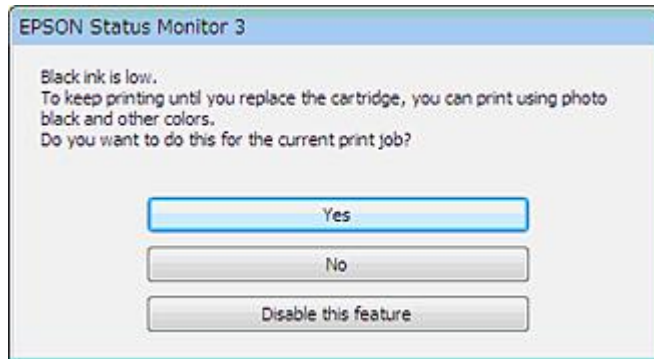 EPSON Status Monitor 3
Black ink is low.
To keep printing until you replace the cartridge, you can print using photo
black and other colors.
Do you want to do this for the current print job?
Yes
No
Disable this feature